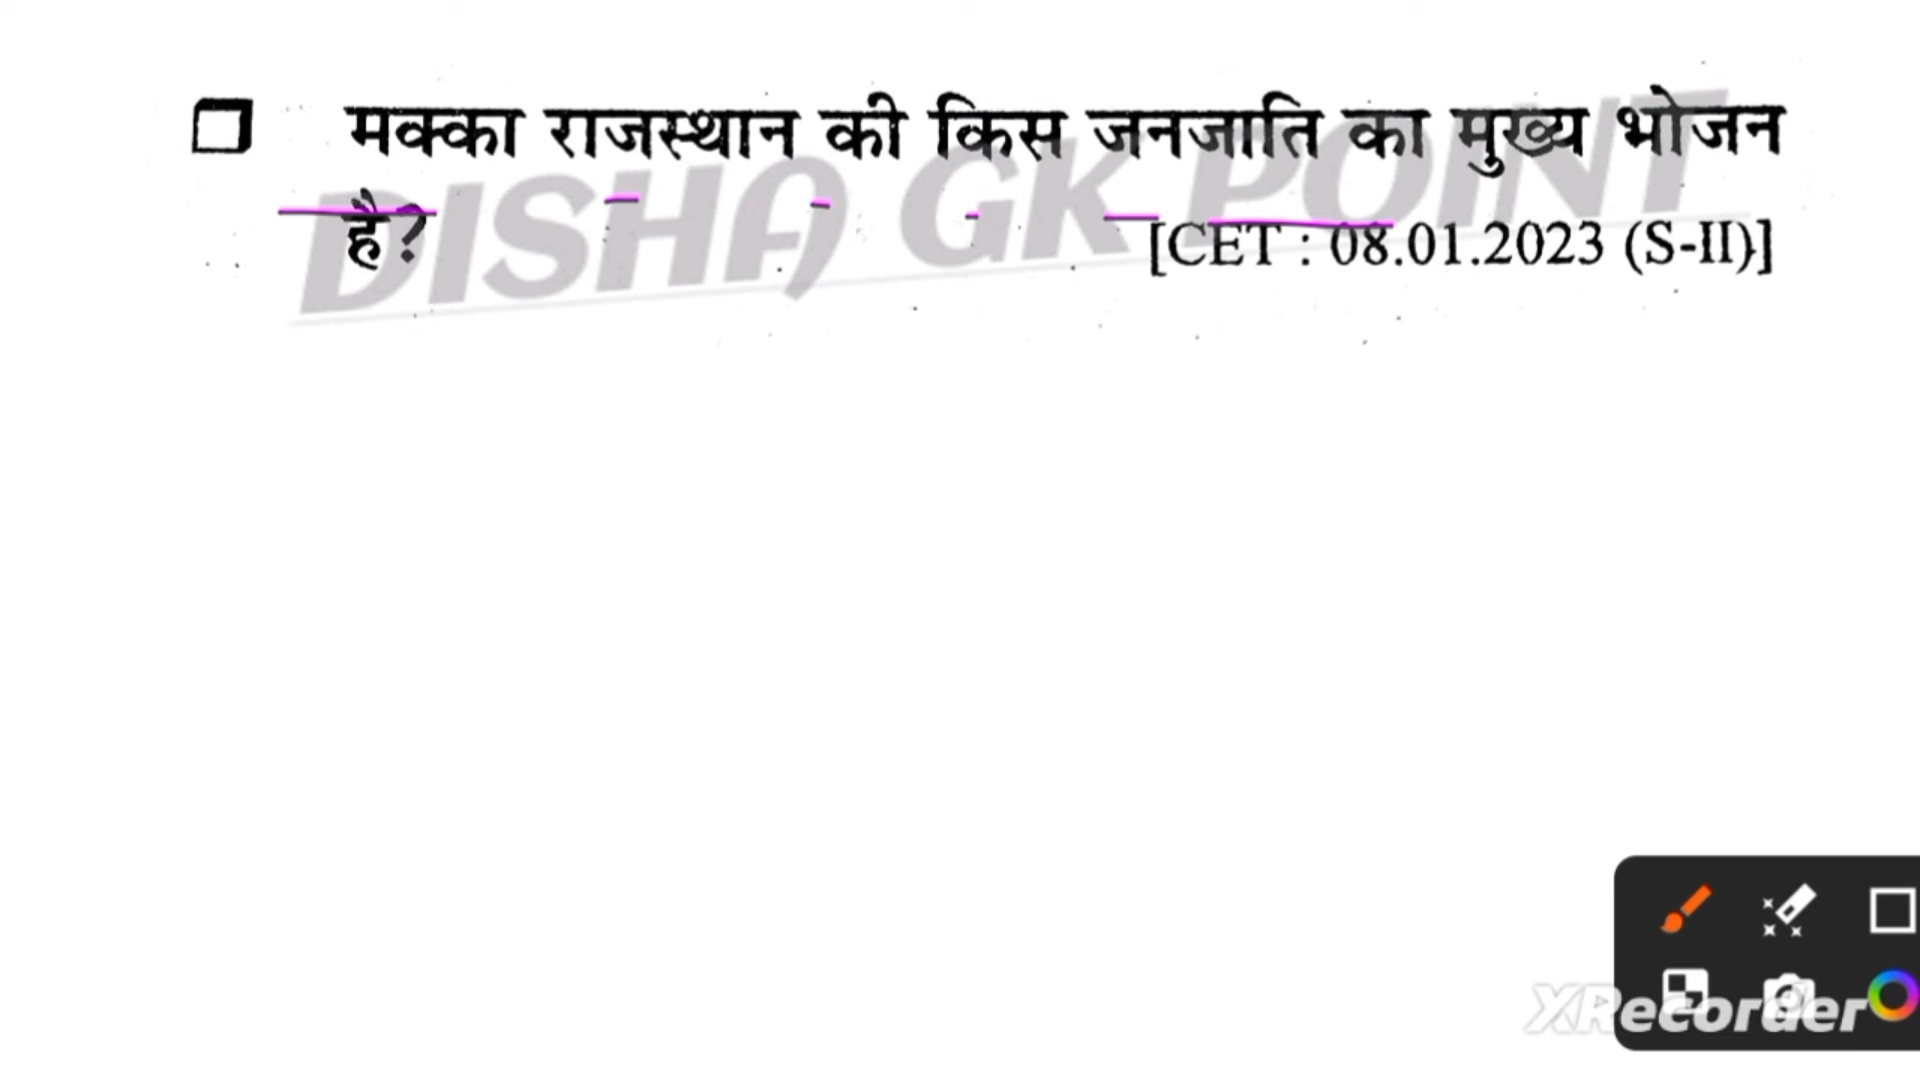 मक्का राजस्थान की किस जनजाति का मुख्य भोजन
है? [CET : 08.01.2023 (S-II)]
DISHA GK POINT
XRecorder